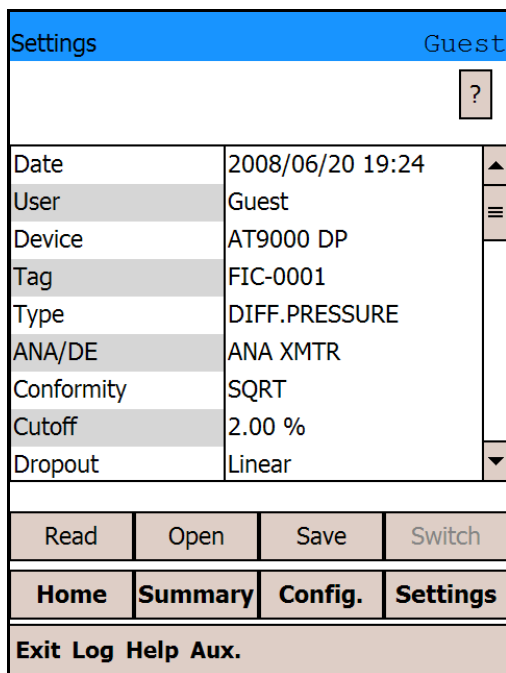 Settings Guest
?
Date 2008/06/20 19:24
User Guest
Device AT9000 DP
Tag FIC-0001
Type DIFF.PRESSURE
ANA/DE ANA XMTR
Conformity SQRT
Cutoff 2.00 %
Dropout Linear
Read Open Save Switch
Home Summary Config. Settings
Exit Log Help Aux.